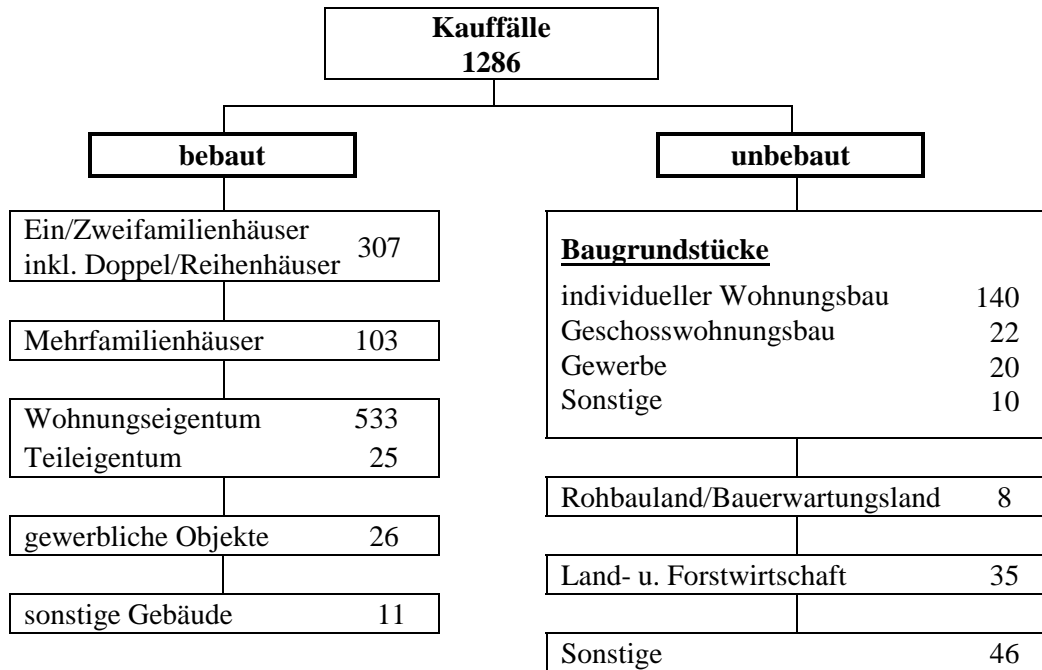 Kauffälle
1286
bebaut
Ein/Zweifamilienhäuser
inkl. Doppel/Reihenhäuser 307
Mehrfamilienhäuser 103
Wohnungseigentum 533
Teileigentum 25
gewerbliche Objekte 26
sonstige Gebäude 11
unbebaut
Baugrundstücke
individueller Wohnungsbau 140
Geschosswohnungsbau 22
Gewerbe 20
Sonstige 10
Rohbauland/Bauerwartungsland 8
Land- u. Forstwirtschaft 35
Sonstige 46